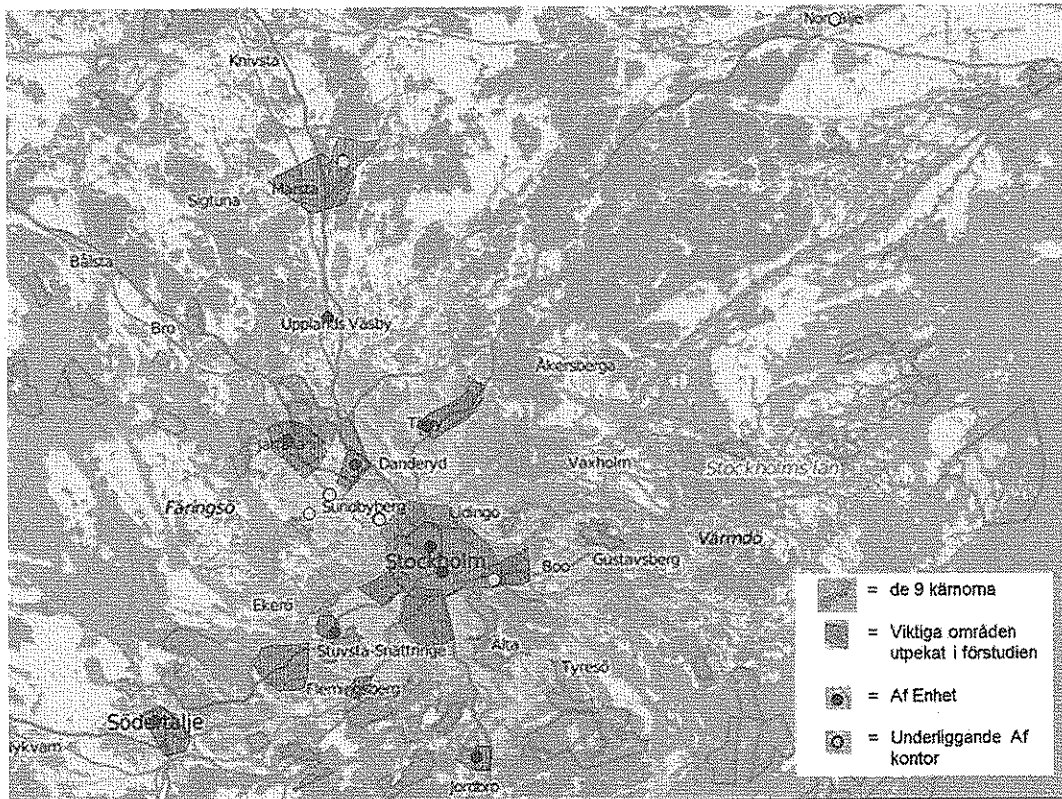 Knivsta
Märsta
Sigtuna
Bålsta
Upplands Väsby
Bro
Åkersberga
Täby
Danderyd
Vaxholm
Stockholms län
Färingsö
Sundbyberg
Lidingö
Värmdö
Stockholm
Boo
Gustavsberg
Ekerö
Stuvsta-Snättringe
Älta
Tyresö
Flemingsberg
Södertälje
ykvarn
Jordbro
= de 9 kärnorna
= Viktiga områden
utpekat i förstudien
= Af Enhet
= Underliggande Af
kontor